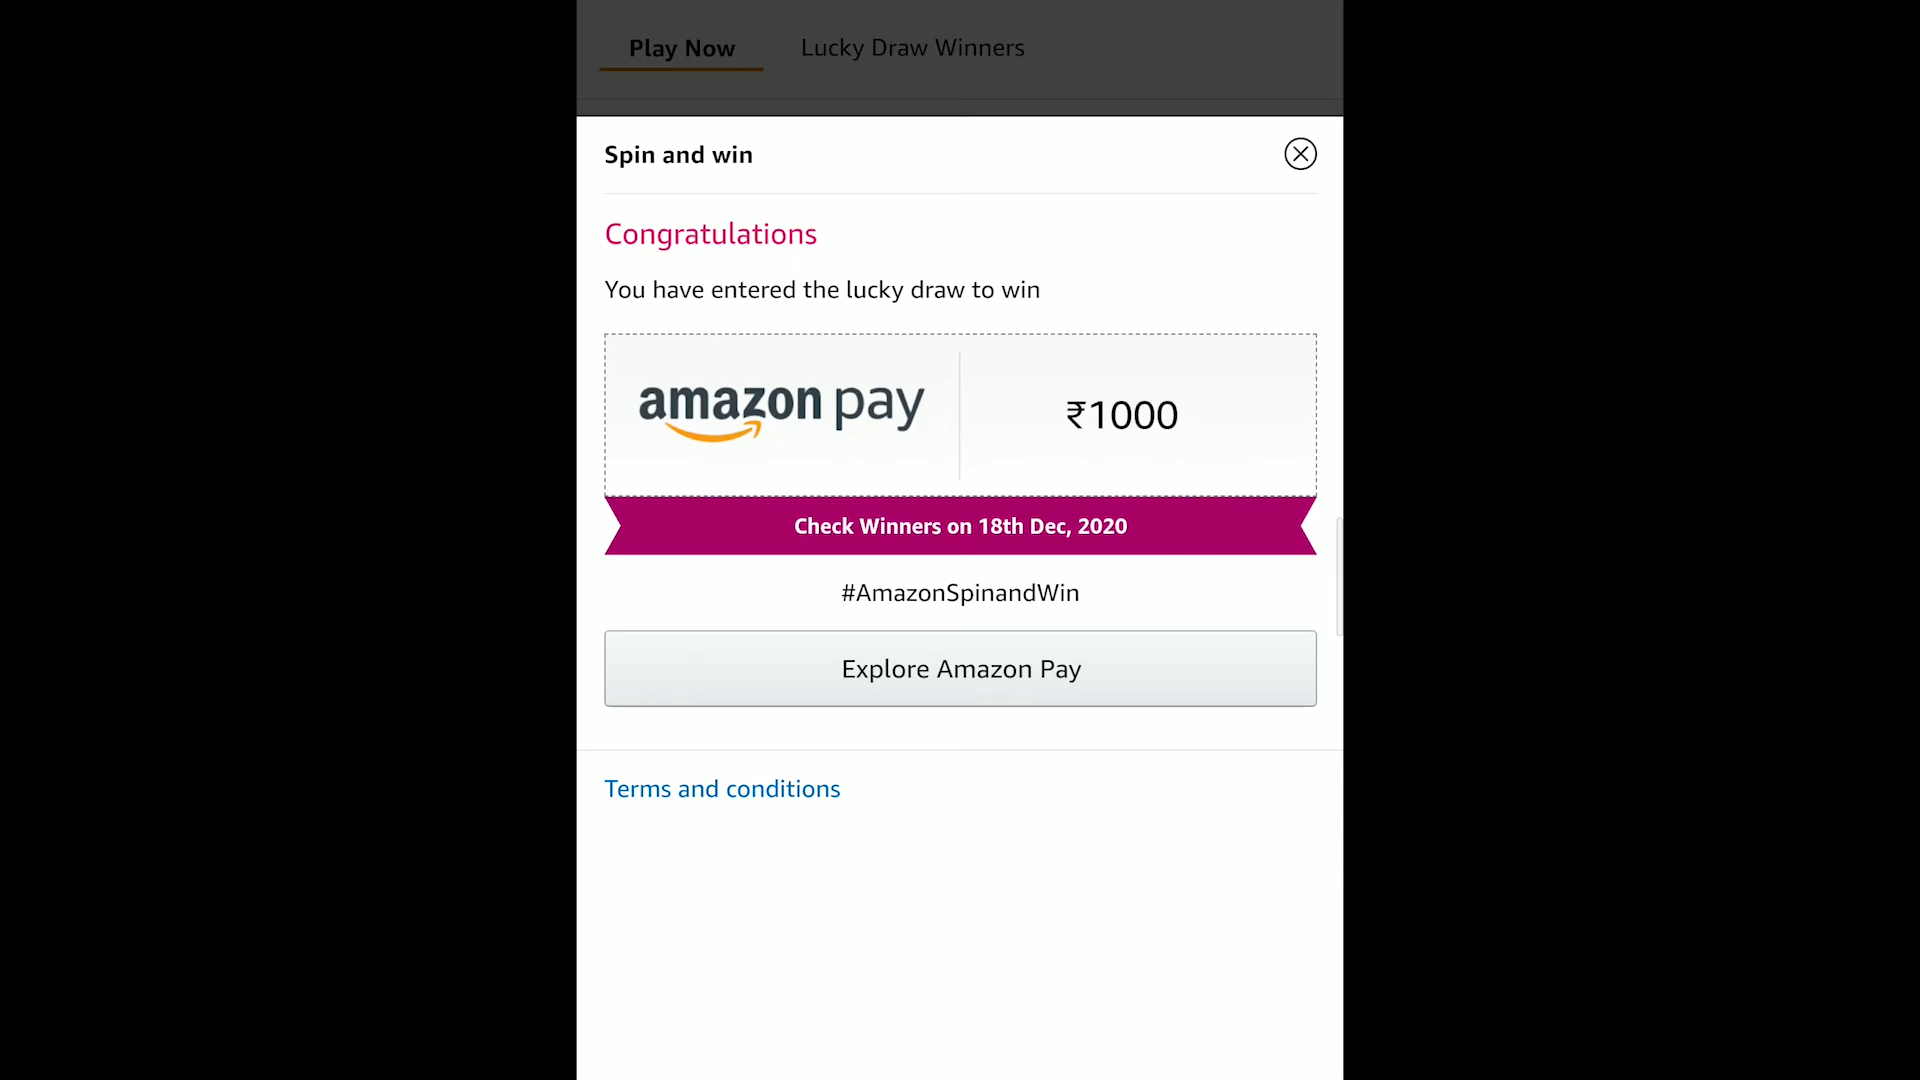 Play Now Lucky Draw Winners
Spin and win
Congratulations
You have entered the lucky draw to win
amazon pay ₹1000
Check Winners on 18th Dec, 2020
#AmazonSpinandWin
Explore Amazon Pay
Terms and conditions